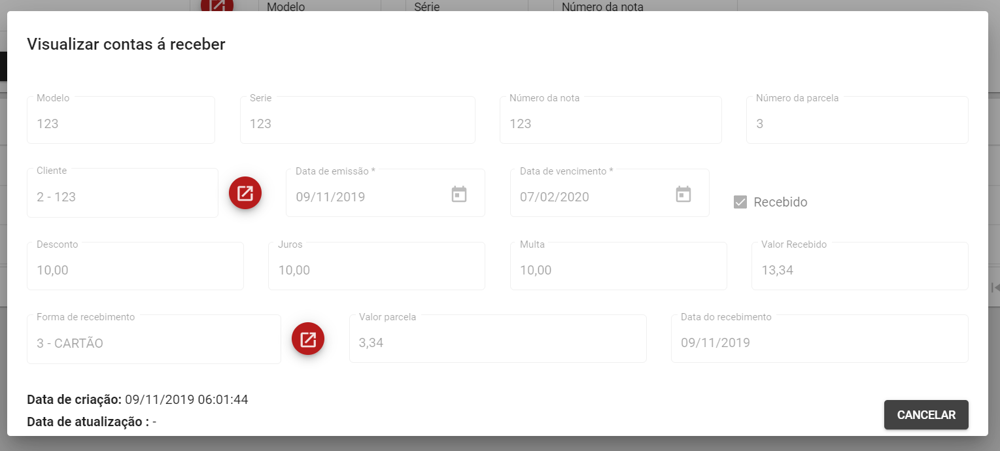 Modelo Série Número da nota
Visualizar contas á receber
Modelo Serie Número da nota Número da parcela
123 123 123 3
Cliente Data de emissão * Data de vencimento *
2 - 123 09/11/2019 07/02/2020 Recebido
Desconto Juros Multa Valor Recebido
10,00 10,00 10,00 13,34
Forma de recebimento Valor parcela Data do recebimento
3 - CARTÃO 3,34 09/11/2019
Data de criação: 09/11/2019 06:01:44
Data de atualização : -
CANCELAR